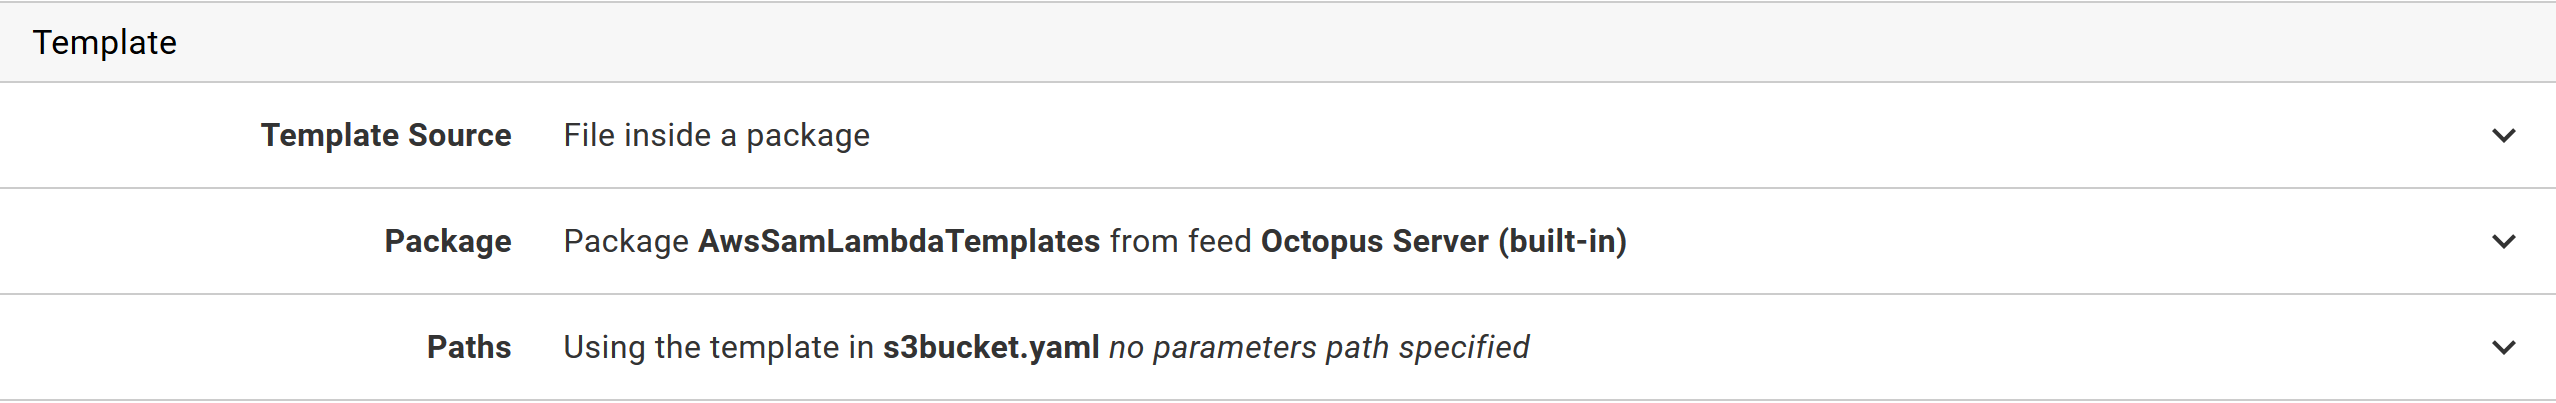 Template
Template Source File inside a package
Package Package AwsSamLambdaTemplates from feed Octopus Server (built-in)
Paths Using the template in s3bucket.yaml no parameters path specified